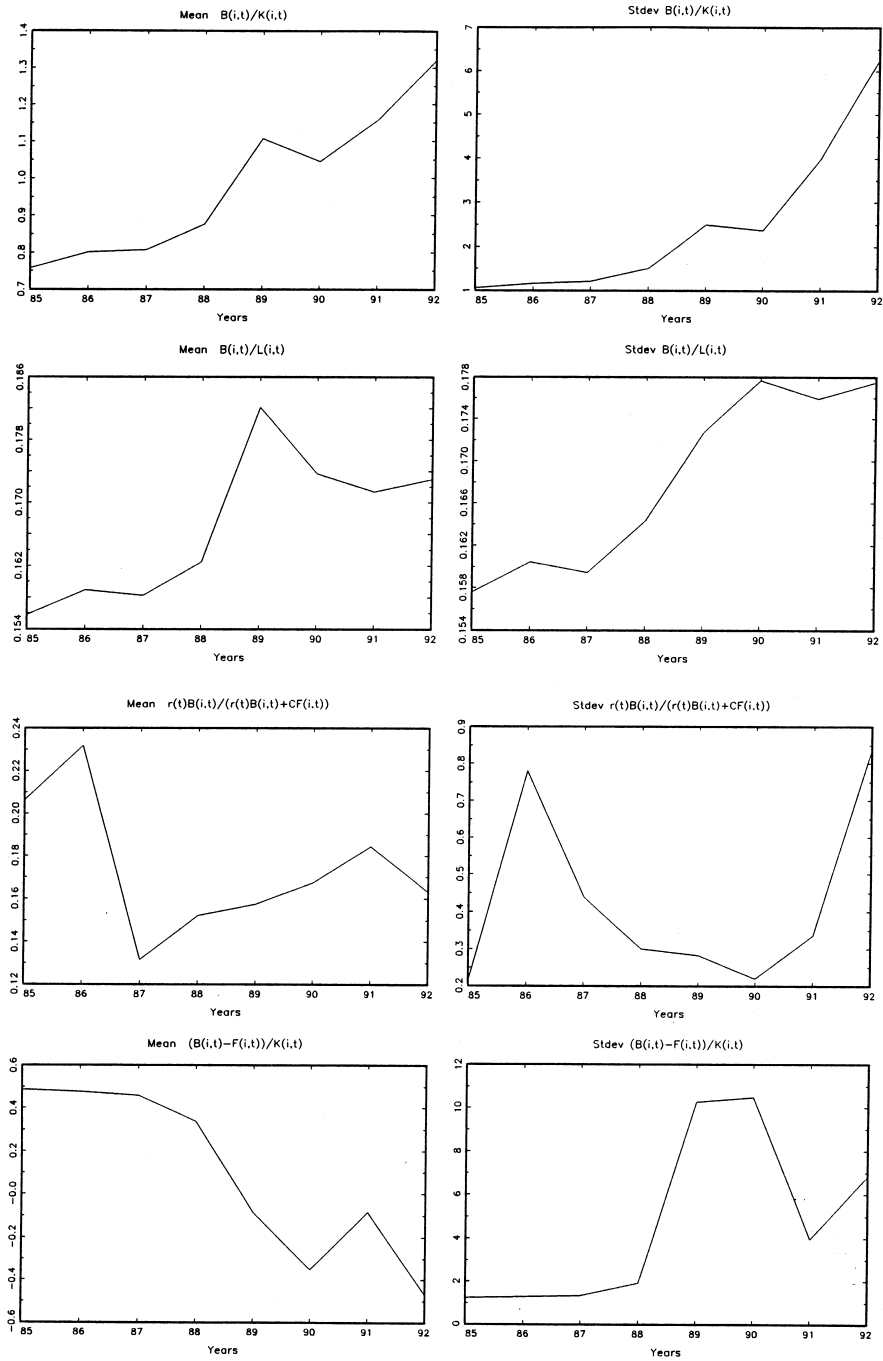 Mean B(i,t)/K(i,t)
1.4
1.3
1.2
1.1
1.0
0.9
0.8
0.7
85 86 87 88 89 90 91 92
Years
Stdev B(i,t)/K(i,t)
7
6
5
4
3
2
1
85 86 87 88 89 90 91 92
Years
Mean B(i,t)/L(i,t)
0.186
0.178
0.170
0.162
0.154
85 86 87 88 89 90 91 92
Years
Stdev B(i,t)/L(i,t)
0.178
0.174
0.170
0.166
0.162
0.158
0.154
85 86 87 88 89 90 91 92
Years
Mean r(t)B(i,t)/(r(t)B(i,t)+CF(i,t))
0.24
0.22
0.20
0.18
0.16
0.14
0.12
85 86 87 88 89 90 91 92
Years
Stdev r(t)B(i,t)/(r(t)B(i,t)+CF(i,t))
0.9
0.8
0.7
0.6
0.5
0.4
0.3
0.2
85 86 87 88 89 90 91 92
Years
Mean (B(i,t)−F(i,t))/K(i,t)
0.6
0.4
0.2
−0.0
−0.2
−0.4
−0.6
85 86 87 88 89 90 91 92
Years
Stdev (B(i,t)−F(i,t))/K(i,t)
12
10
8
6
4
2
0
85 86 87 88 89 90 91 92
Years